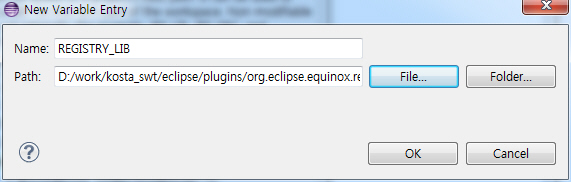 New Variable Entry
Name: REGISTRY_LIB
Path: D:/work/kosta_swt/eclipse/plugins/org.eclipse.equinox.re File... Folder...
? OK Cancel